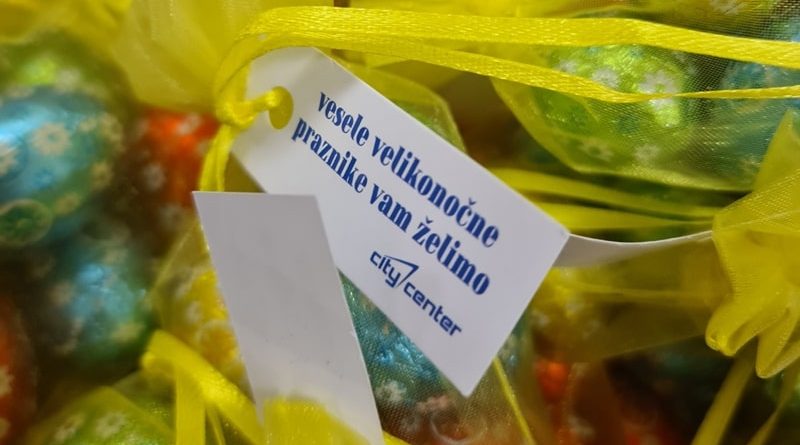 vesele velikonočne
praznike vam želimo
city center